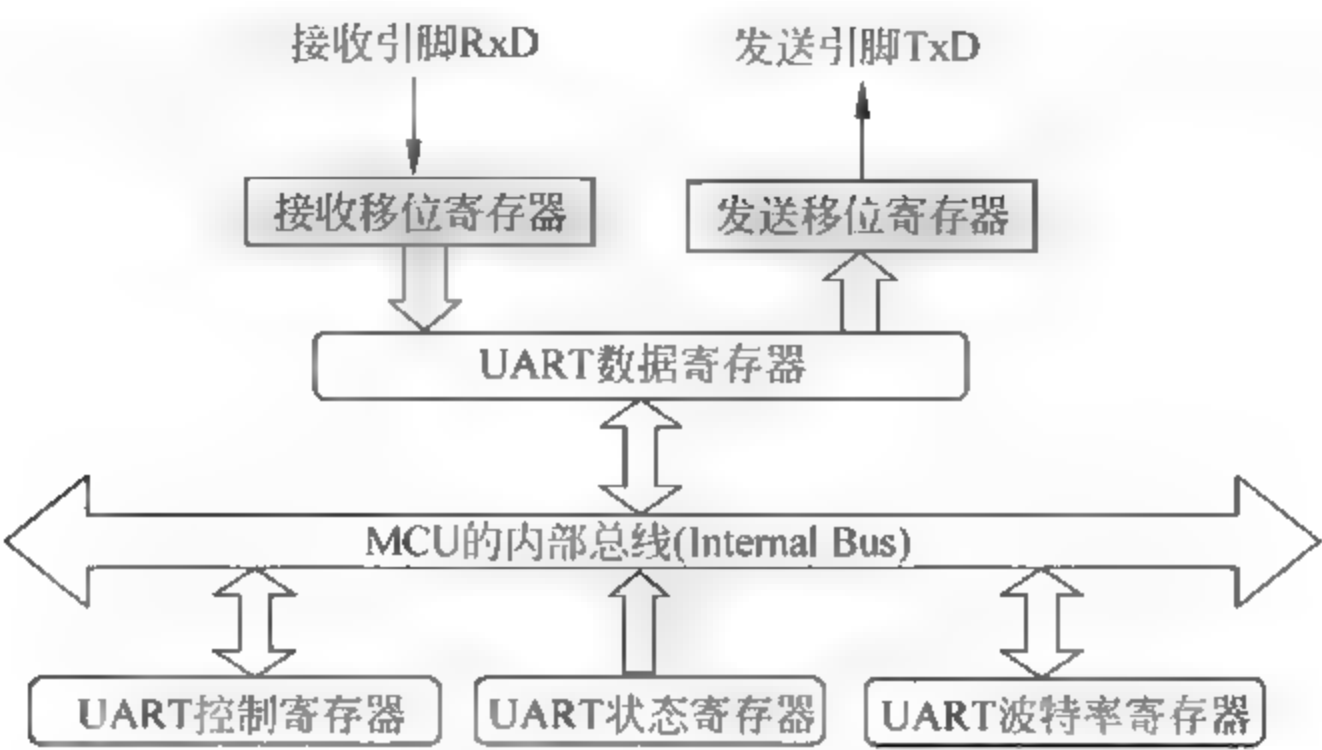 接收引脚RxD
发送引脚TxD
接收移位寄存器
发送移位寄存器
UART数据寄存器
MCU的内部总线(Internal Bus)
UART控制寄存器
UART状态寄存器
UART波特率寄存器